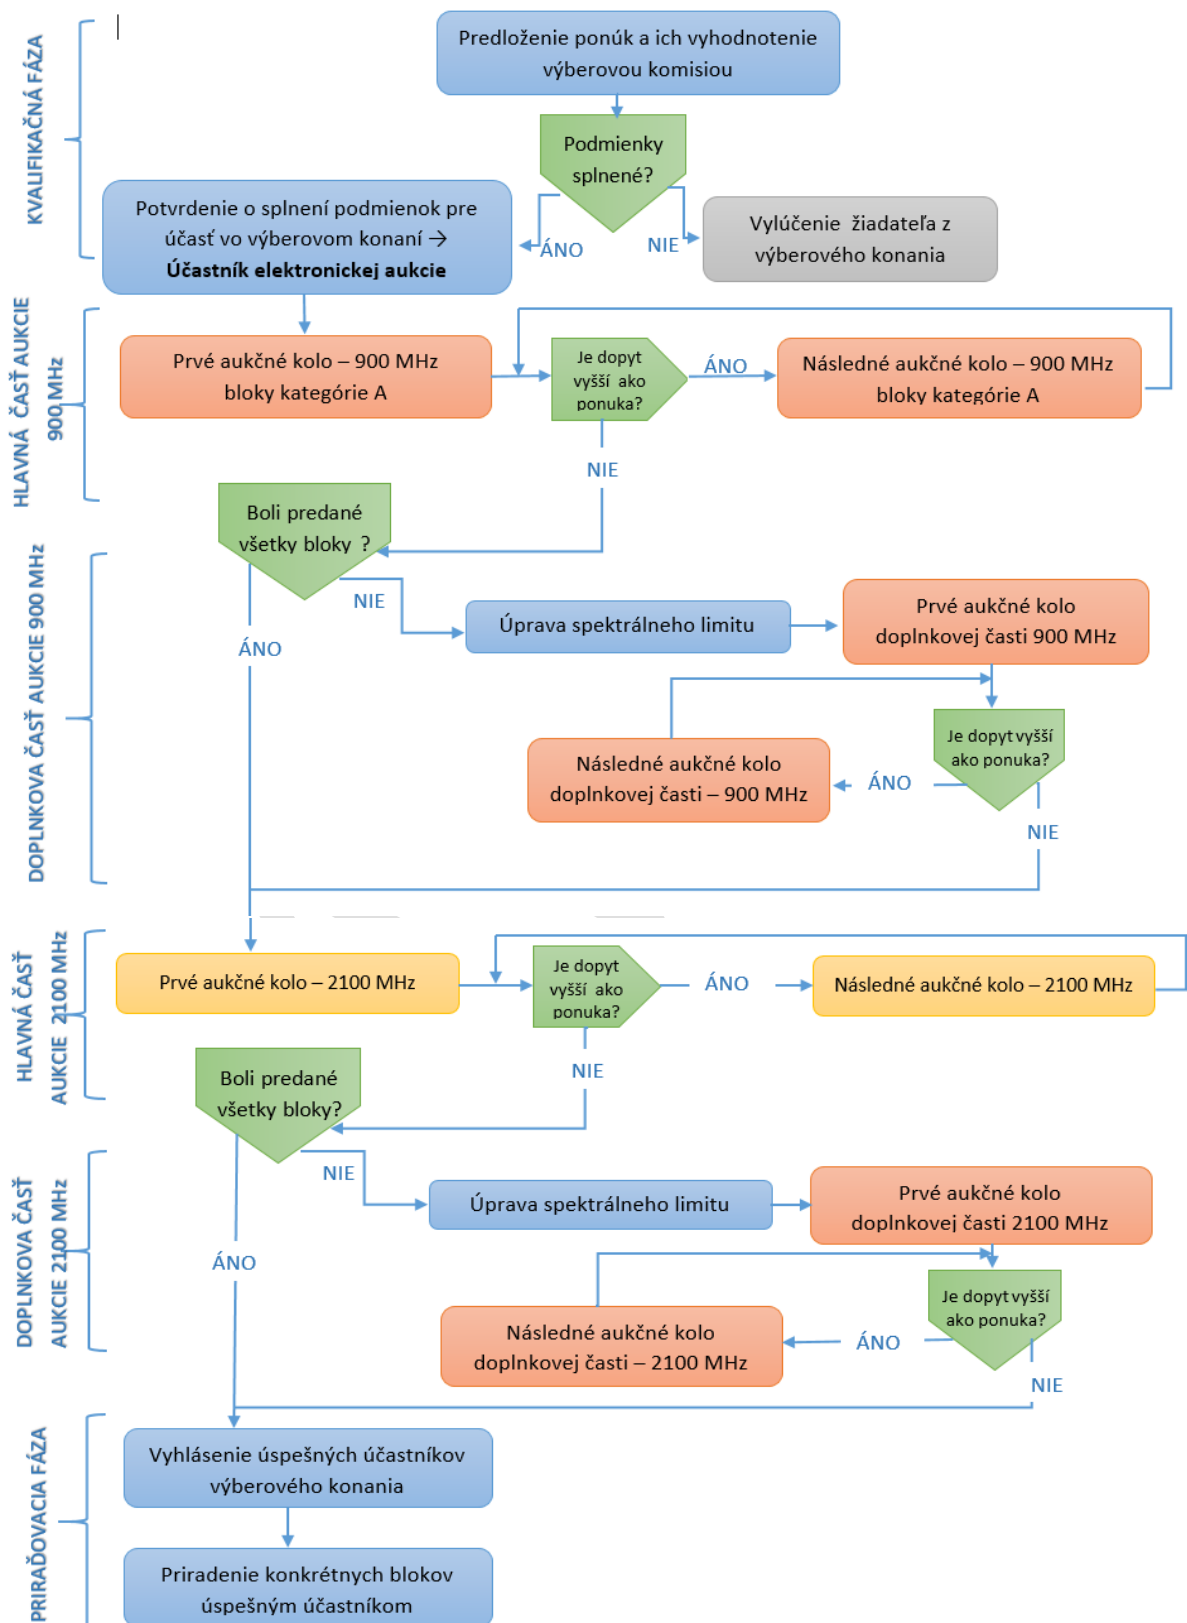 KVALIFIKAČNÁ FÁZA
Predloženie ponúk a ich vyhodnotenie
výberovou komisiou
Podmienky
splnené?
ÁNO
NIE
Potvrdenie o splnení podmienok pre
účasť vo výberovom konaní →
Účastník elektronickej aukcie
Vylúčenie žiadateľa z
výberového konania
HLAVNÁ ČASŤ AUKCIE
900 MHz
Prvé aukčné kolo – 900 MHz
bloky kategórie A
Je dopyt
vyšší ako
ponuka?
ÁNO
Následné aukčné kolo – 900 MHz
bloky kategórie A
NIE
DOPLNKOVA ČASŤ AUKCIE 900 MHz
Boli predané
všetky bloky ?
NIE
ÁNO
Úprava spektrálneho limitu
Prvé aukčné kolo
doplnkovej časti 900 MHz
Je dopyt vyšší
ako ponuka?
ÁNO
Následné aukčné kolo
doplnkovej časti – 900 MHz
NIE
HLAVNÁ ČASŤ
AUKCIE 2100 MHz
Prvé aukčné kolo – 2100 MHz
Je dopyt
vyšší ako
ponuka?
ÁNO
Následné aukčné kolo – 2100 MHz
NIE
Boli predané
všetky bloky?
DOPLNKOVA ČASŤ
AUKCIE 2100 MHz
NIE
ÁNO
Úprava spektrálneho limitu
Prvé aukčné kolo
doplnkovej časti 2100 MHz
Je dopyt vyšší
ako ponuka?
ÁNO
Následné aukčné kolo
doplnkovej časti – 2100 MHz
NIE
PRIRAĎOVACIA FÁZA
Vyhlásenie úspešných účastníkov
výberového konania
Priradenie konkrétnych blokov
úspešným účastníkom